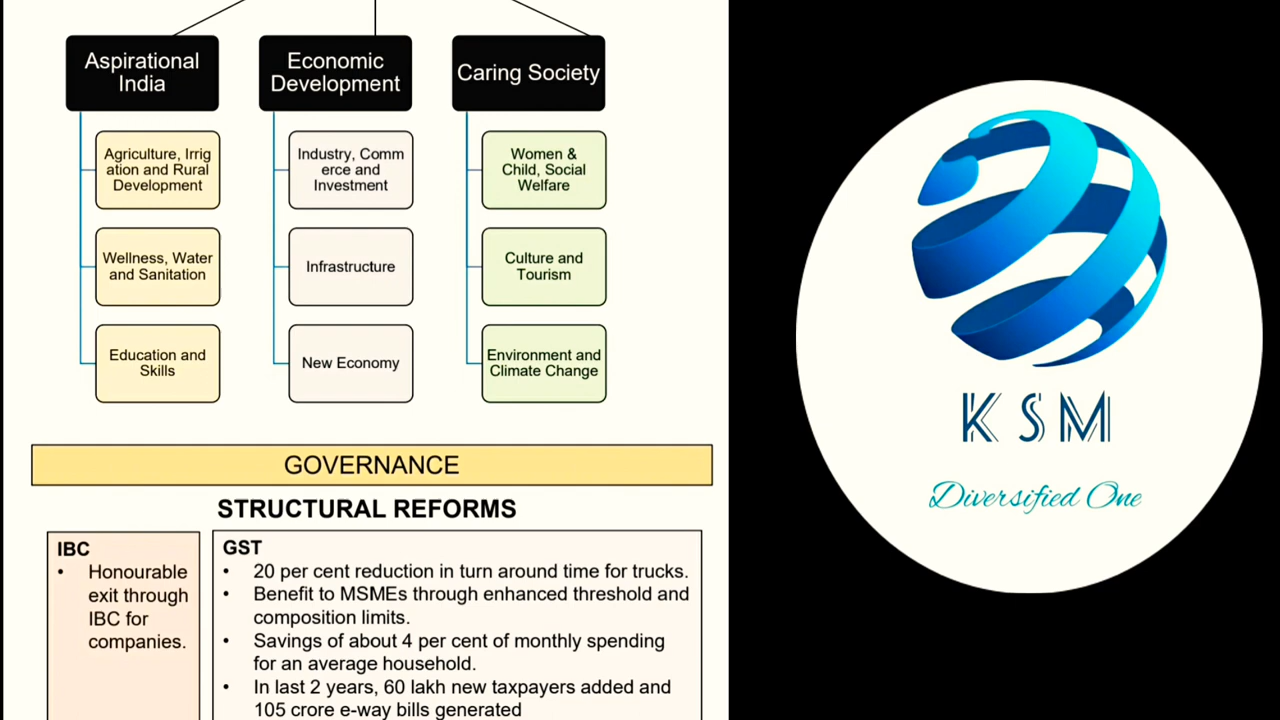 Aspirational
India
Agriculture, Irrig
ation and Rural
Development
Wellness, Water
and Sanitation
Education and
Skills
Economic
Development
Industry, Comm
erce and
Investment
Infrastructure
New Economy
Caring Society
Women &
Child, Social
Welfare
Culture and
Tourism
Environment and
Climate Change
GOVERNANCE
STRUCTURAL REFORMS
IBC
• Honourable
exit through
IBC for
companies.
GST
• 20 per cent reduction in turn around time for trucks.
• Benefit to MSMEs through enhanced threshold and
composition limits.
• Savings of about 4 per cent of monthly spending
for an average household.
• In last 2 years, 60 lakh new taxpayers added and
105 crore e-way bills generated
KSM
Diversified One